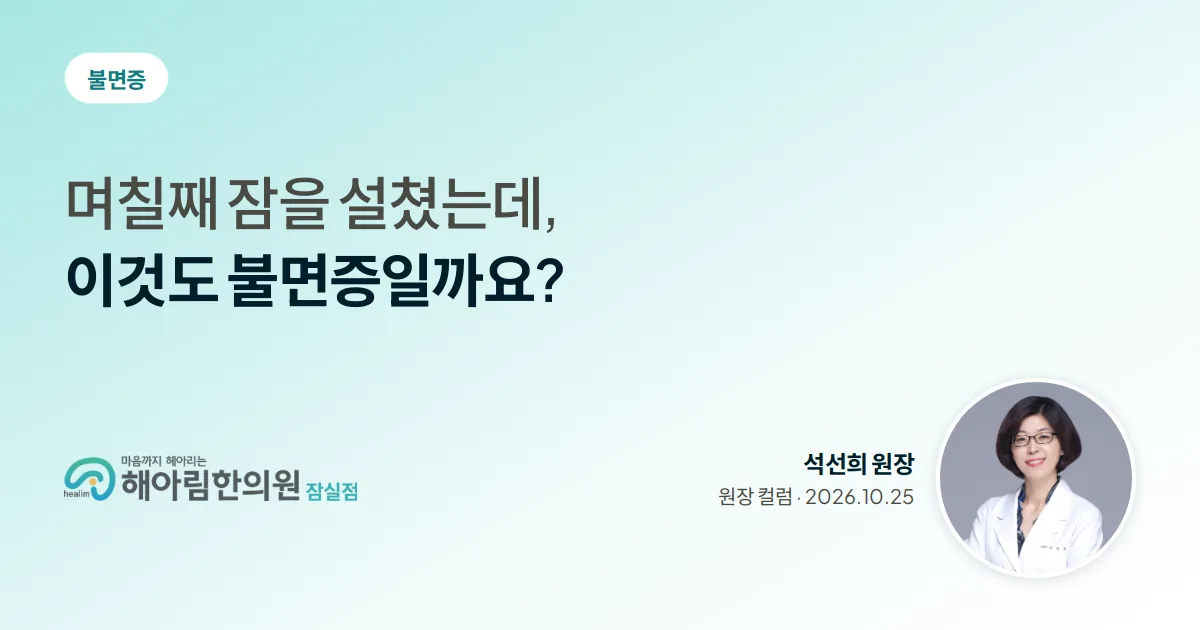 불면증
며칠째 잠을 설쳤는데,
이것도 불면증일까요?
마음까지 헤아리는
healim 해아림한의원 잠실점
석선희 원장
원장 컬럼 · 2026.10.25